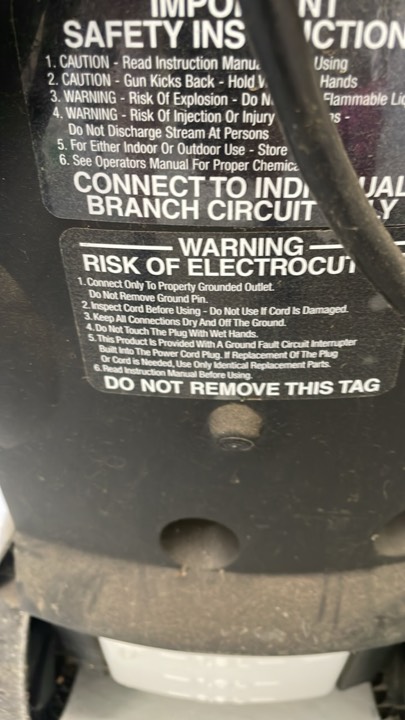 SAFETY INS
1. CAUTION - Read Instruction Using
2. CAUTION - Gun Kicks Back - Hold Hands
3. WARNING - Risk Of Explosion - Do Flammable
4. WARNING - Risk Of Injection Or Injury
Do Not Discharge Stream At Persons
5. For Either Indoor Or Outdoor Use - Store
6. See Operators Manual For Proper
CONNECT TO
BRANCH CIRCUIT
WARNING
RISK OF ELECTROCUT
1. Connect Only To Properly Grounded Outlet.
Do Not Remove Ground Pin.
2. Inspect Cord Before Using - Do Not Use If Cord Is Damaged.
3. Keep All Connections Dry And Off The Ground.
4. Do Not Touch The Plug With Wet Hands.
5. This Product Is Provided With A Ground Fault Circuit Interrupter
Built Into The Power Cord Plug. If Replacement Of The Plug
Or Cord is Needed, Use Only Identical Replacement Parts.
6. Read Instruction Manual Before Using.
DO NOT REMOVE THIS TAG